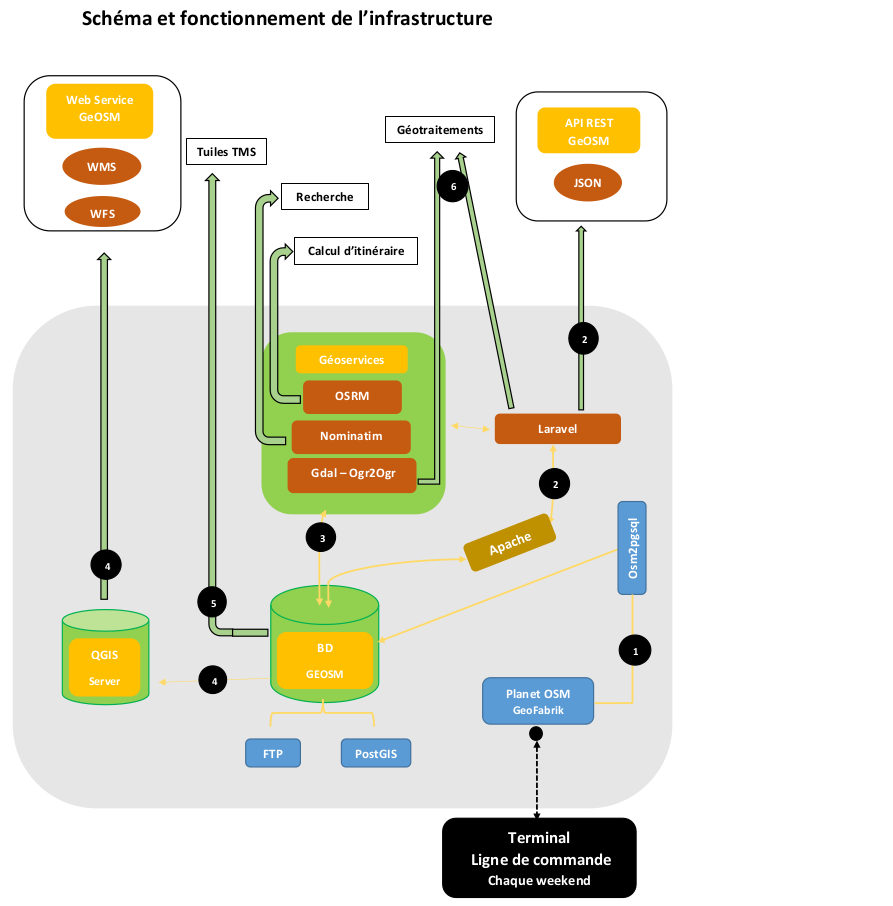 Schéma et fonctionnement de l’infrastructure
Web Service
GeOSM
WMS
WFS
Tuiles TMS
Recherche
Calcul d’itinéraire
Géotraitements
6
API REST
GeOSM
JSON
2
Géoservices
OSRM
Nominatim
Gdal – Ogr2Ogr
Laravel
2
3
Apache
Osm2pgsql
4
5
BD
GEOSM
QGIS
Server
4
1
Planet OSM
GeoFabrik
FTP
PostGIS
Terminal
Ligne de commande
Chaque weekend